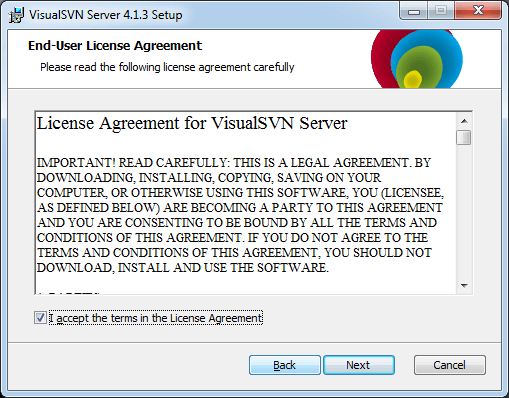 VisualSVN Server 4.1.3 Setup
End-User License Agreement
Please read the following license agreement carefully
License Agreement for VisualSVN Server
IMPORTANT! READ CAREFULLY: THIS IS A LEGAL AGREEMENT. BY
DOWNLOADING, INSTALLING, COPYING, SAVING ON YOUR
COMPUTER, OR OTHERWISE USING THIS SOFTWARE, YOU (LICENSEE,
AS DEFINED BELOW) ARE BECOMING A PARTY TO THIS AGREEMENT
AND YOU ARE CONSENTING TO BE BOUND BY ALL THE TERMS AND
CONDITIONS OF THIS AGREEMENT. IF YOU DO NOT AGREE TO THE
TERMS AND CONDITIONS OF THIS AGREEMENT, YOU SHOULD NOT
DOWNLOAD, INSTALL AND USE THE SOFTWARE.
I accept the terms in the License Agreement
Back Next Cancel